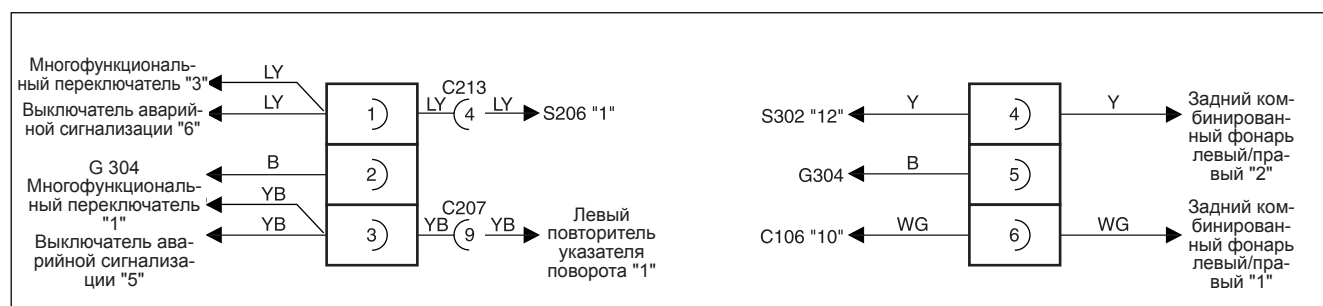 Многофункциональ-
ный переключатель "3"
LY
Выключатель аварий-
ной сигнализации "6"
LY
1
LY
C213
4
LY
S206 "1"
G 304
B
2
Многофункциональ-
ный переключатель
"1"
YB
Выключатель ава-
рийной сигнализа-
ции "5"
YB
3
YB
C207
9
YB
Левый
повторитель
указателя
поворота "1"
S302 "12"
Y
4
Y
Задний ком-
бинирован-
ный фонарь
левый/пра-
вый "2"
G304
B
5
C106 "10"
WG
6
WG
Задний ком-
бинирован-
ный фонарь
левый/пра-
вый "1"